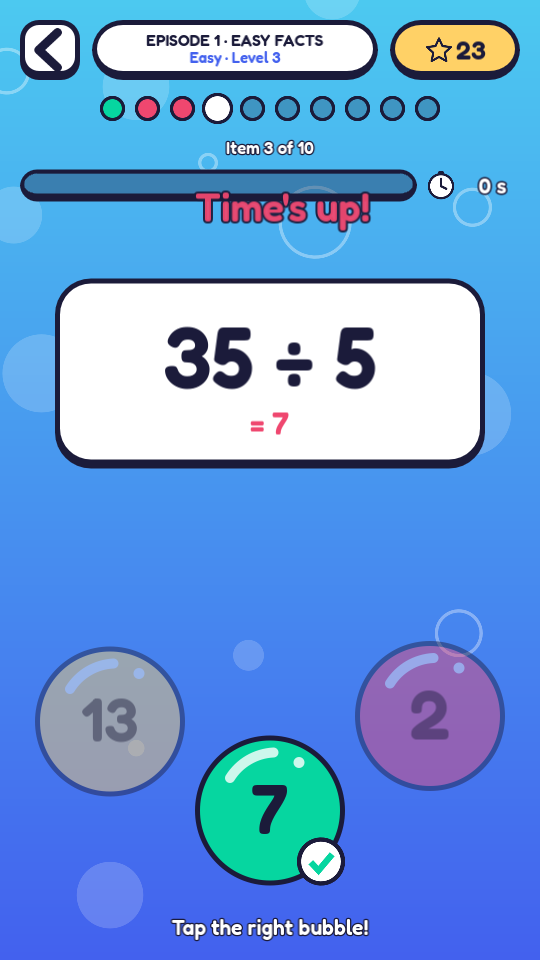 EPISODE 1 · EASY FACTS
Easy · Level 3
23
Item 3 of 10
0 s
Time's up!
35 ÷ 5
= 7
13
2
7
Tap the right bubble!